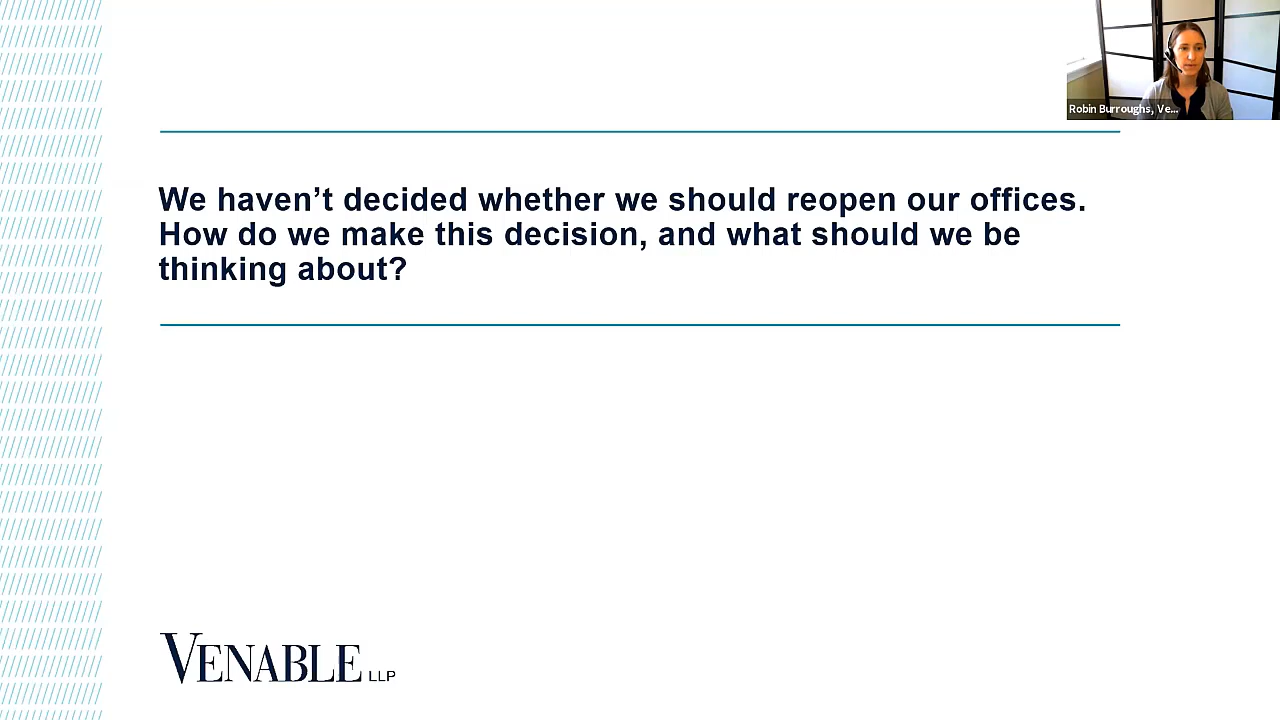 Robin Burroughs, Ve...
We haven’t decided whether we should reopen our offices.
How do we make this decision, and what should we be
thinking about?
VENABLE LLP